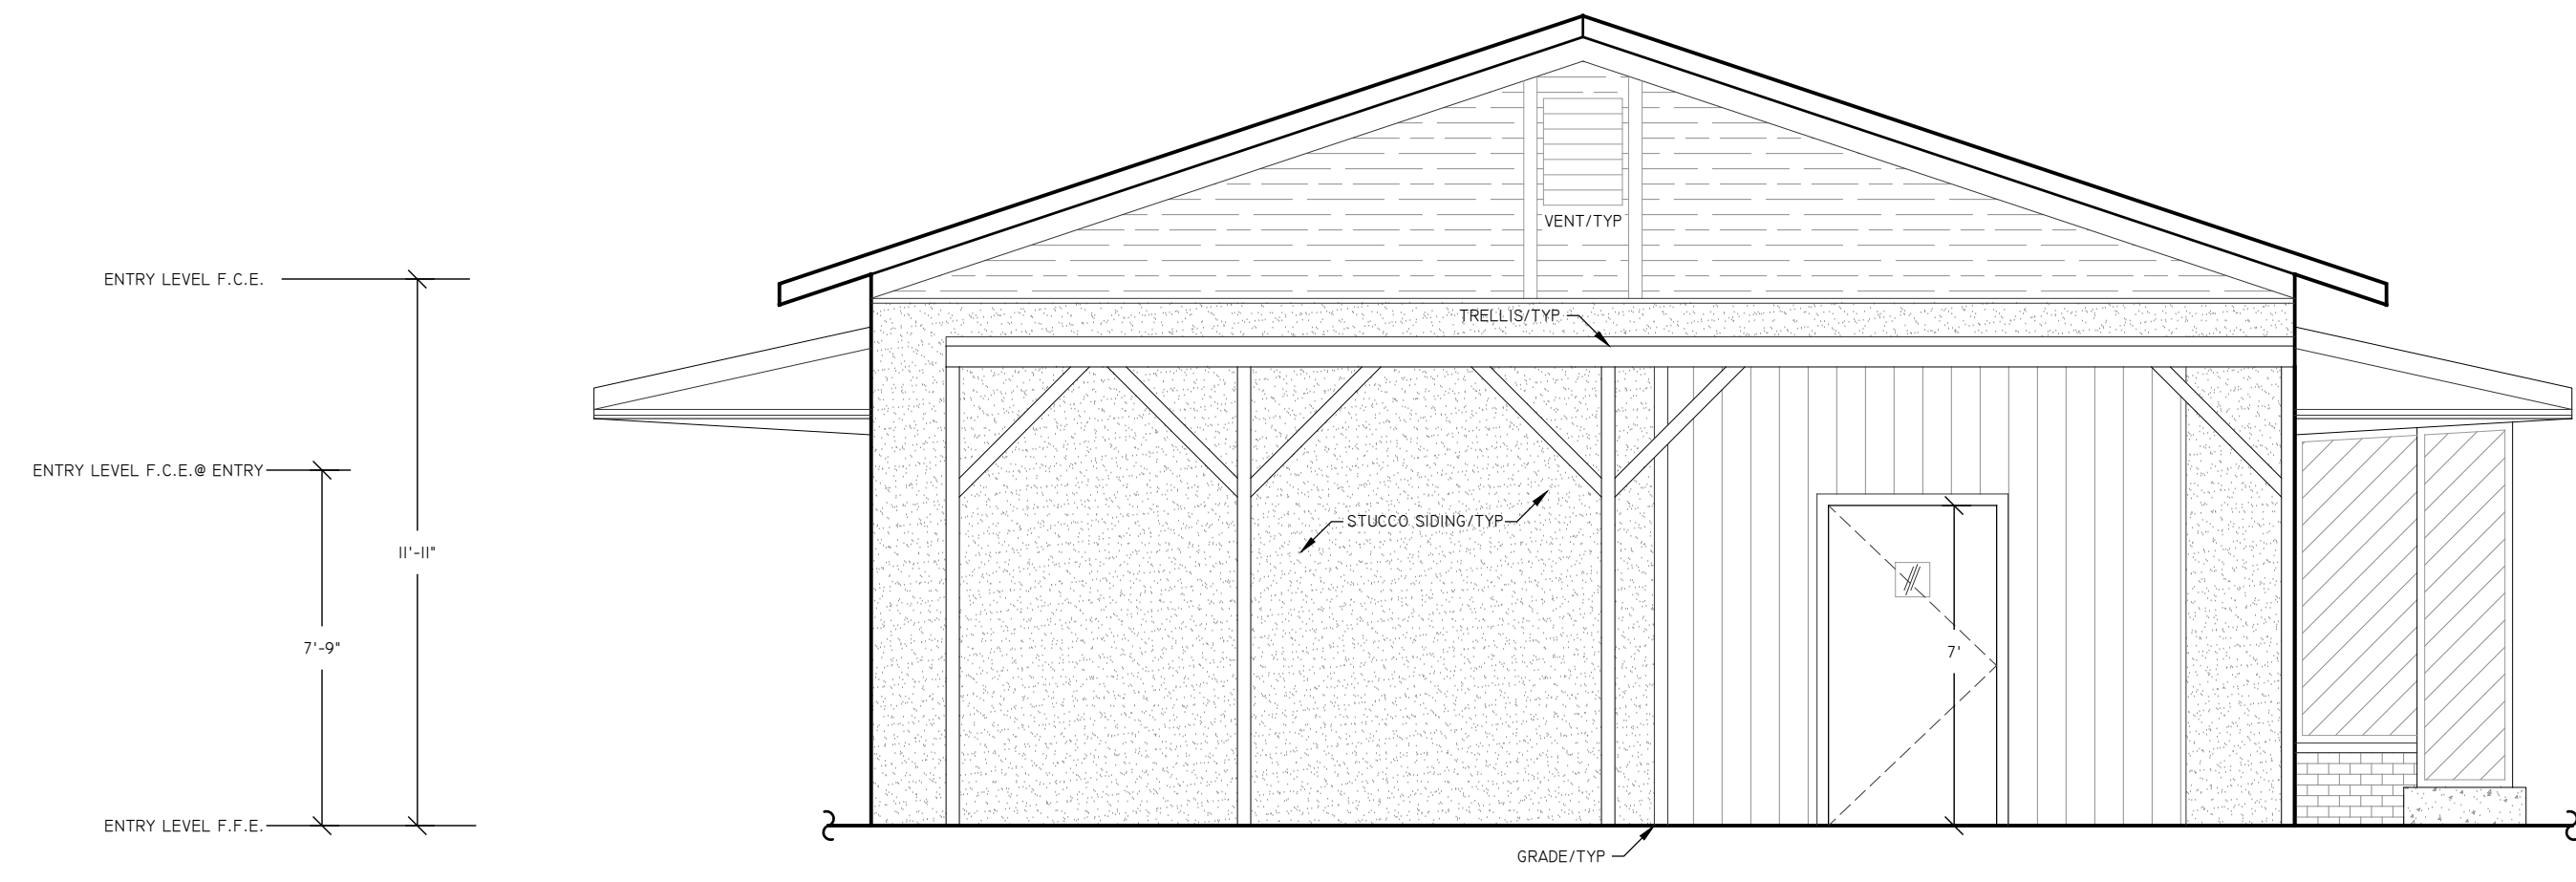 VENT/TYP
ENTRY LEVEL F.C.E.
TRELLIS/TYP
ENTRY LEVEL F.C.E.@ ENTRY
STUCCO SIDING/TYP
11'-11"
7'-9"
7'
ENTRY LEVEL F.F.E.
GRADE/TYP